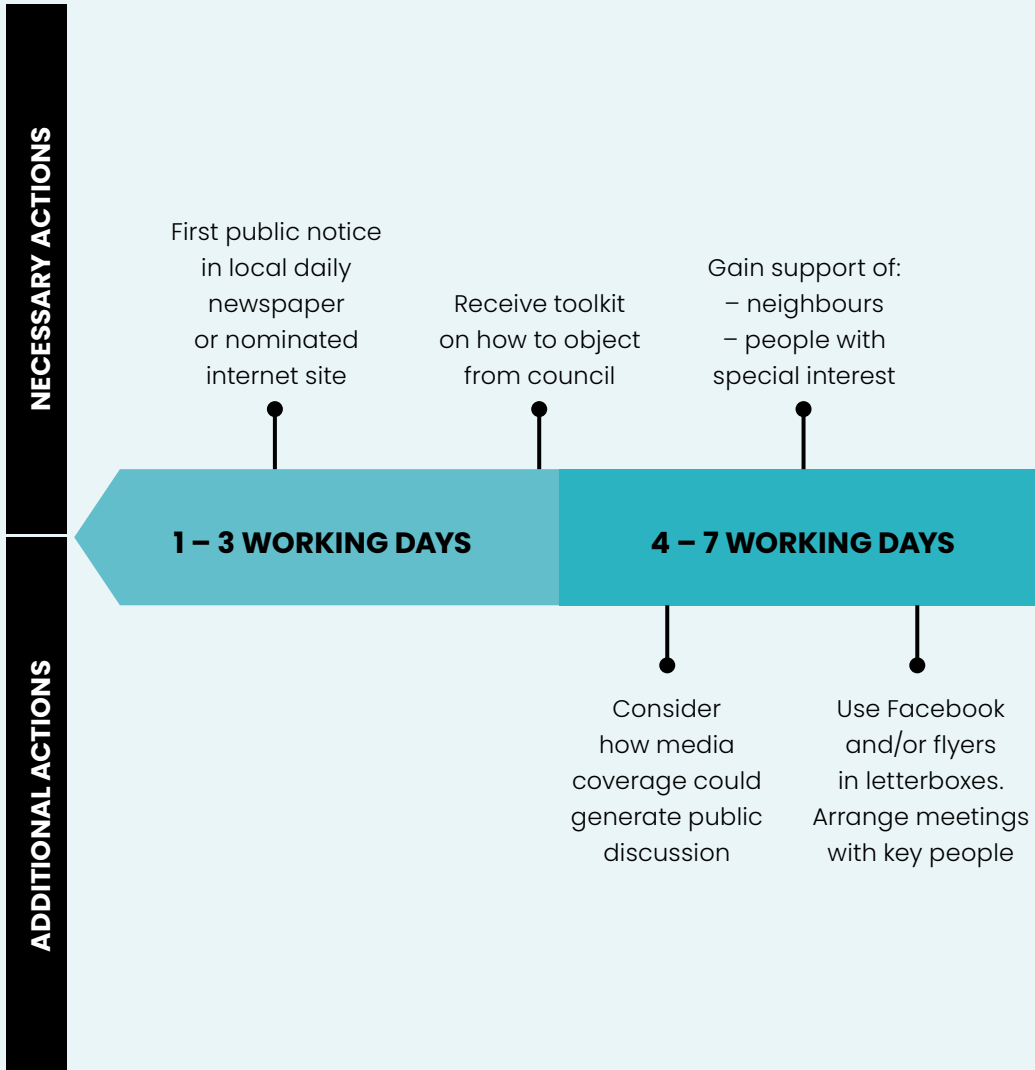 NECESSARY ACTIONS
First public notice
in local daily
newspaper
or nominated
internet site
Receive toolkit
on how to object
from council
Gain support of:
– neighbours
– people with
special interest
1 – 3 WORKING DAYS
4 – 7 WORKING DAYS
ADDITIONAL ACTIONS
Consider
how media
coverage could
generate public
discussion
Use Facebook
and/or flyers
in letterboxes.
Arrange meetings
with key people